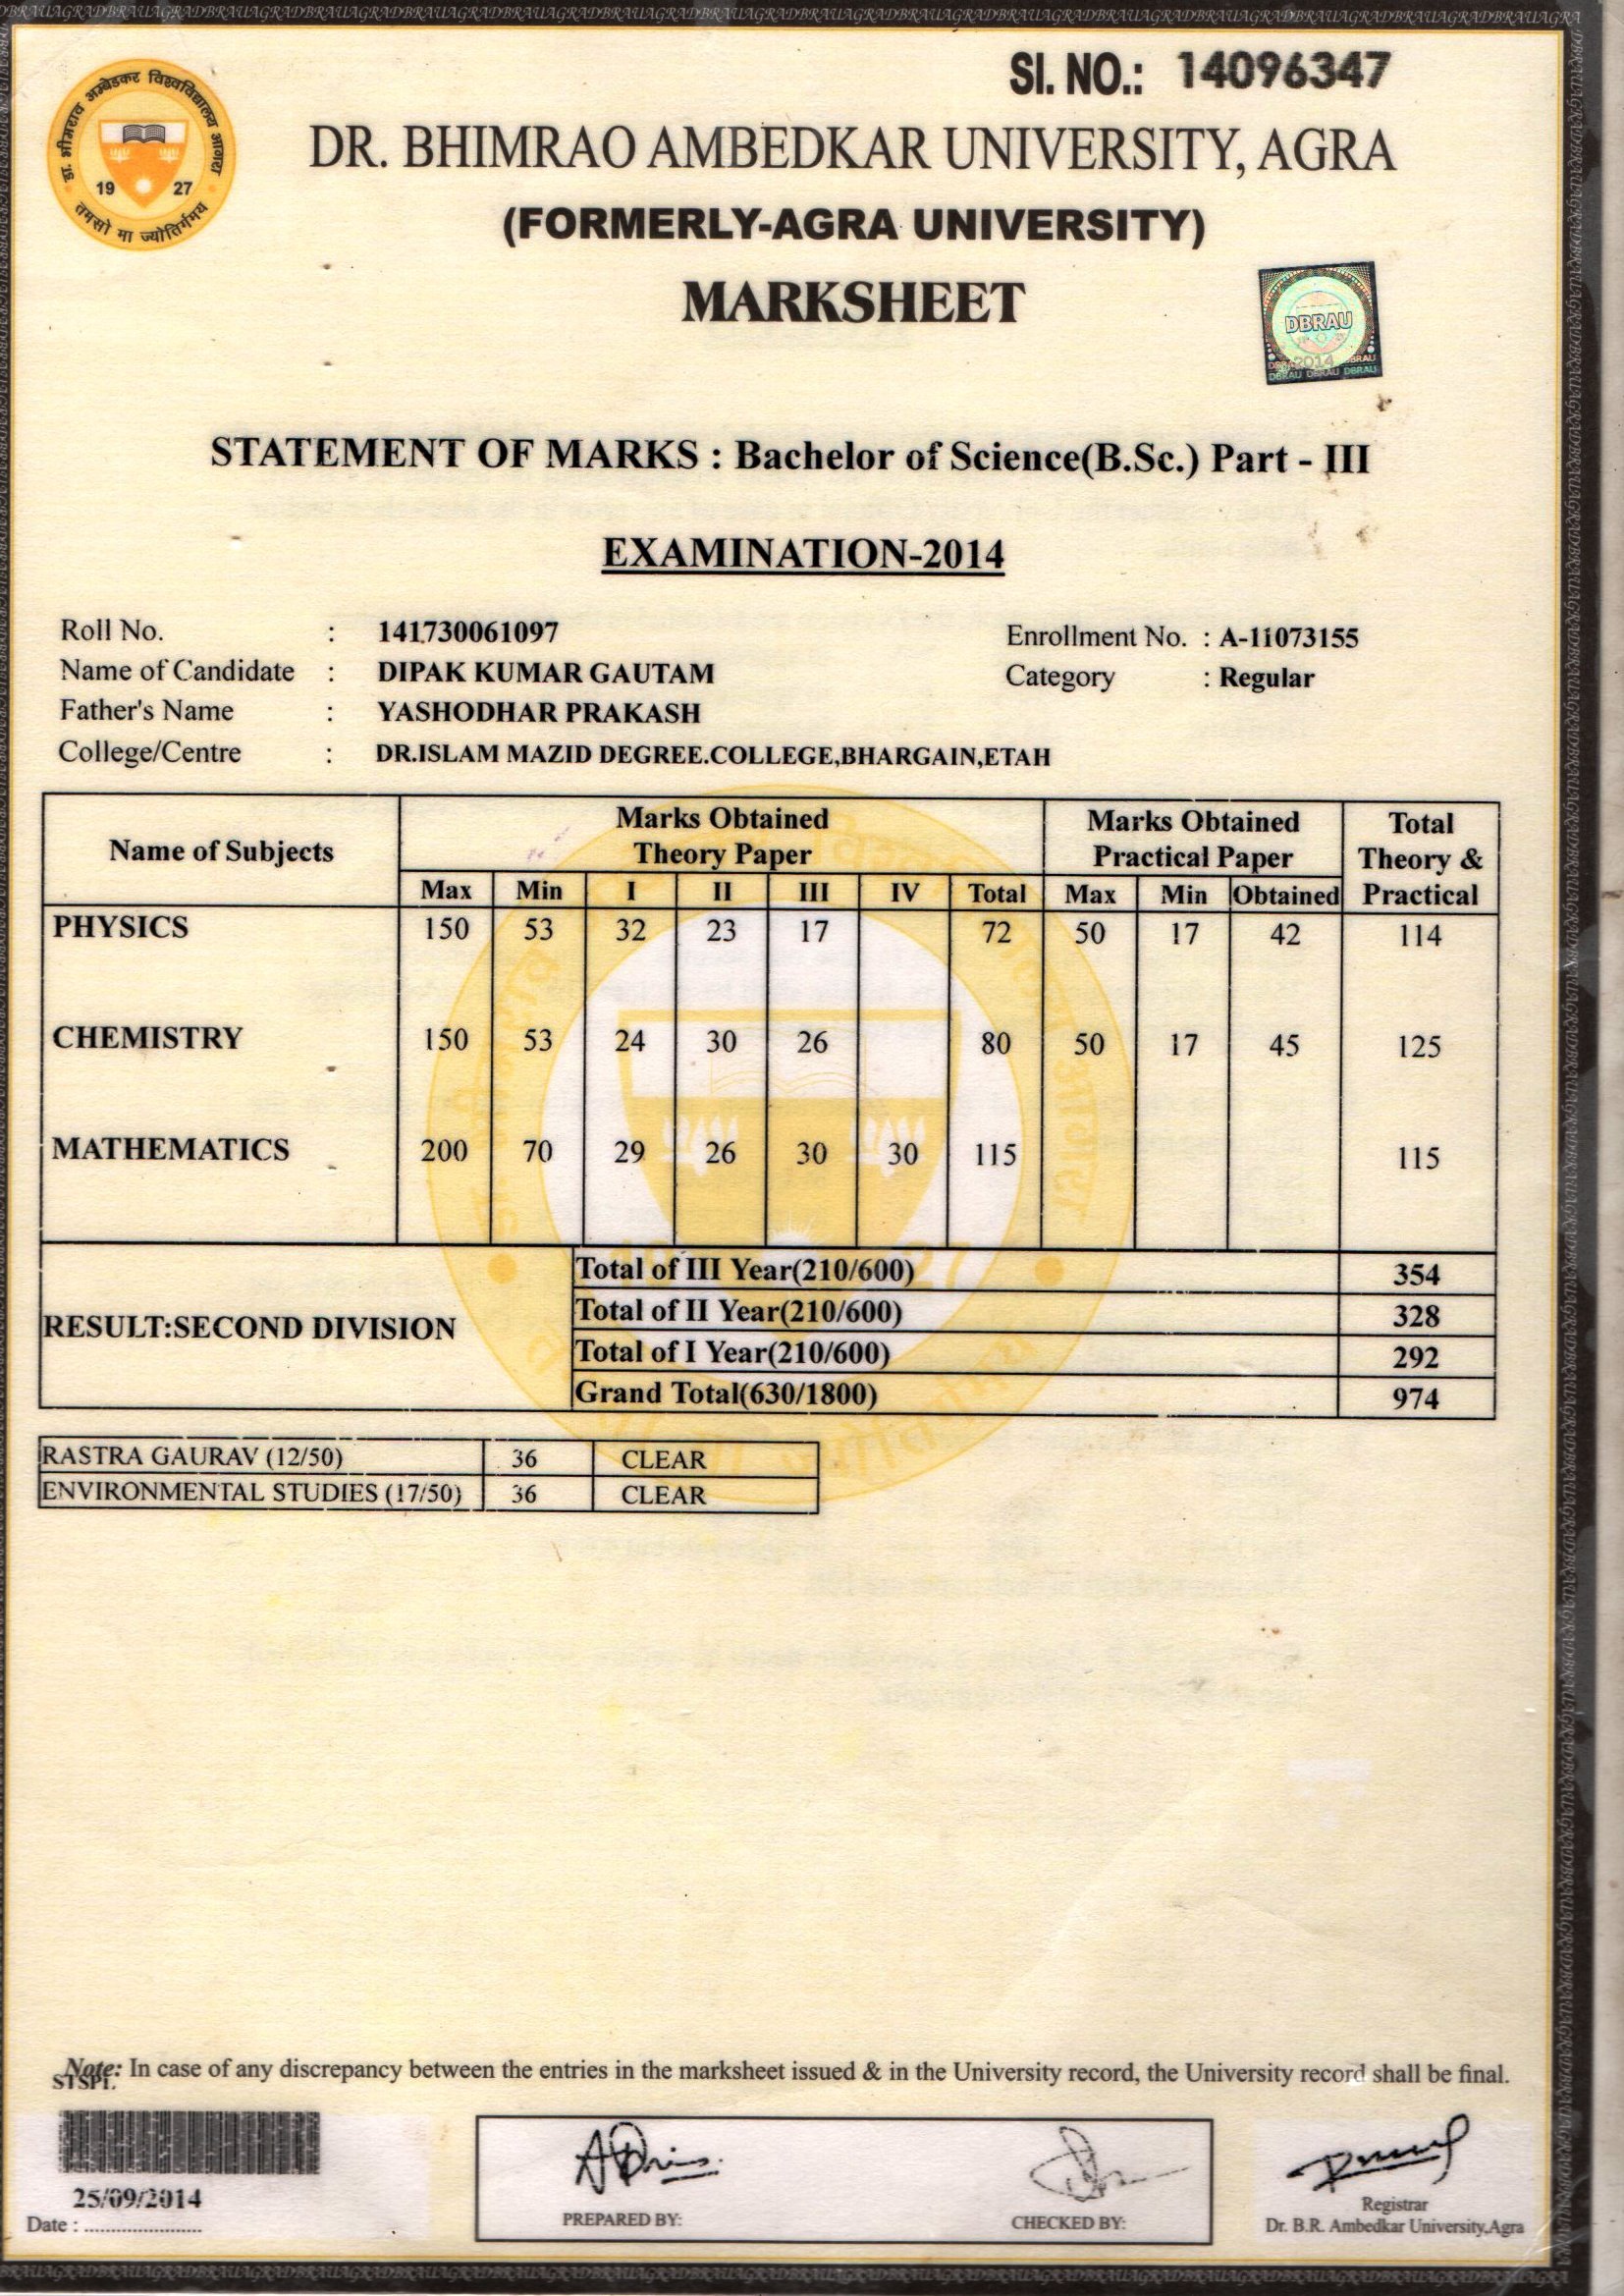 SI. NO.: 14096347
डा. भीमराव अम्बेडकर विश्वविद्यालय आगरा
19 27
तमसो मा ज्योतिर्गमय
DR. BHIMRAO AMBEDKAR UNIVERSITY, AGRA
(FORMERLY-AGRA UNIVERSITY)
MARKSHEET
DBRAU
2014
DBRAU DBRAU DBRAU
STATEMENT OF MARKS : Bachelor of Science(B.Sc.) Part - III
EXAMINATION-2014
Roll No. : 141730061097 Enrollment No. : A-11073155
Name of Candidate : DIPAK KUMAR GAUTAM Category : Regular
Father's Name : YASHODHAR PRAKASH
College/Centre : DR.ISLAM MAZID DEGREE.COLLEGE,BHARGAIN,ETAH
Name of Subjects Marks Obtained Theory Paper Marks Obtained Practical Paper Total Theory & Practical
Max Min I II III IV Total Max Min Obtained
PHYSICS 150 53 32 23 17 72 50 17 42 114
CHEMISTRY 150 53 24 30 26 80 50 17 45 125
MATHEMATICS 200 70 29 26 30 30 115 115
RESULT:SECOND DIVISION
Total of III Year(210/600) 354
Total of II Year(210/600) 328
Total of I Year(210/600) 292
Grand Total(630/1800) 974
RASTRA GAURAV (12/50) 36 CLEAR
ENVIRONMENTAL STUDIES (17/50) 36 CLEAR
Note: In case of any discrepancy between the entries in the marksheet issued & in the University record, the University record shall be final.
STSPL
25/09/2014
Date : ........................
PREPARED BY:
CHECKED BY:
Registrar
Dr. B.R. Ambedkar University,Agra